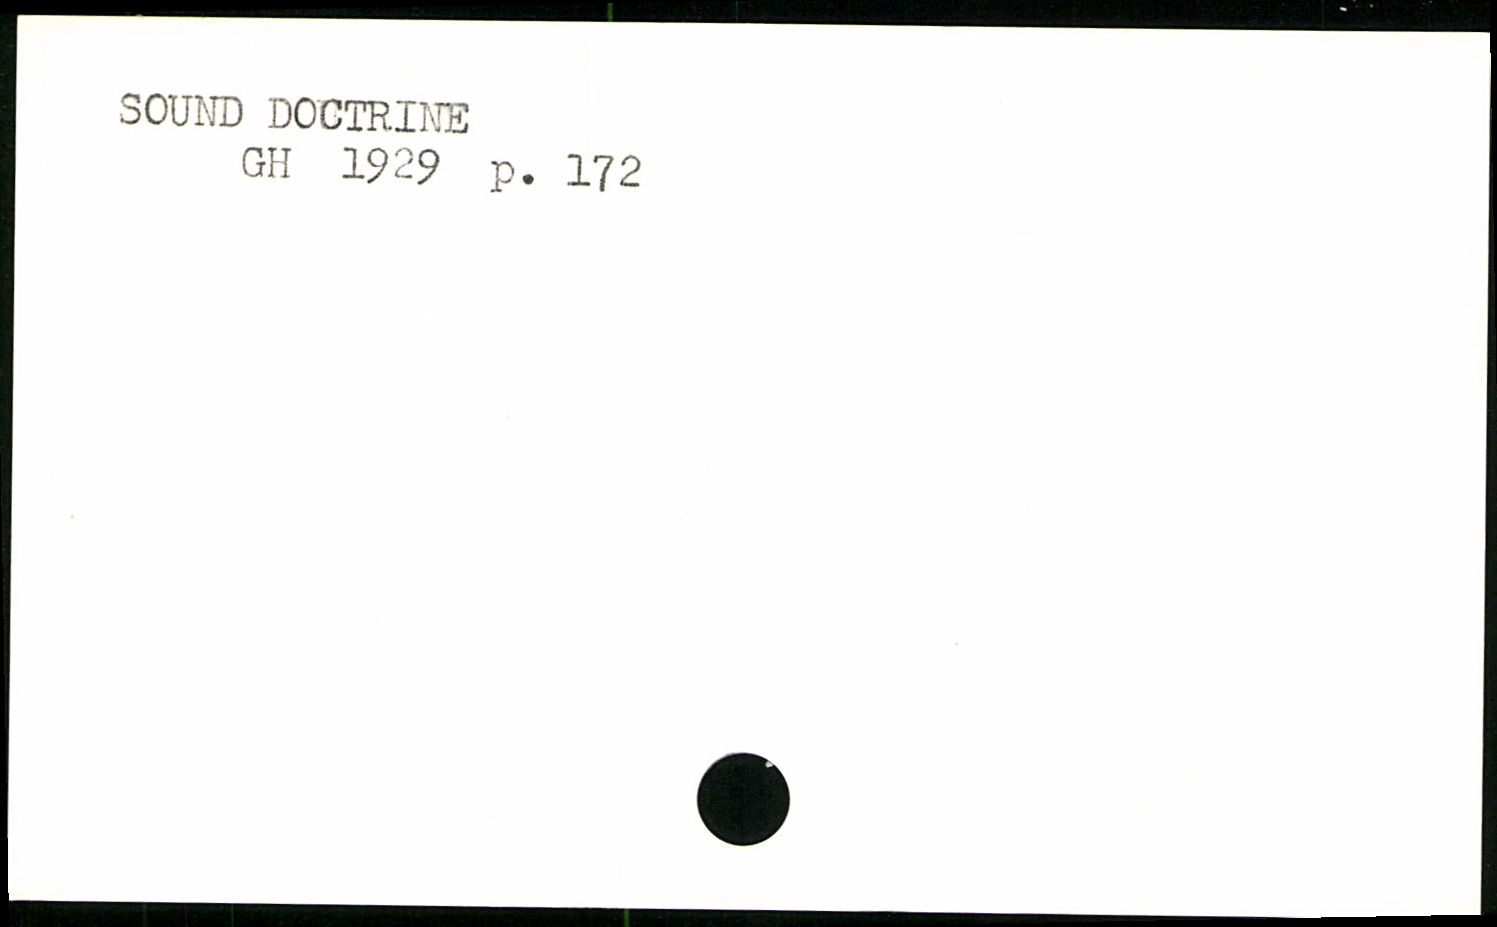 SOUND DOCTRINE
GH 1929 p. 172